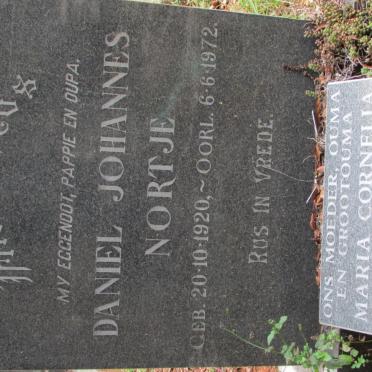 MY EGGENOOT, PAPPIE EN OUPA.
DANIEL JOHANNES
NORTJE
GEB. 20-10-1920, ~ OORL. 6-6-1972.
RUS IN VREDE.
ONS MOEDER, OUMA
EN GROOTOUMA
MARIA CORNELIA